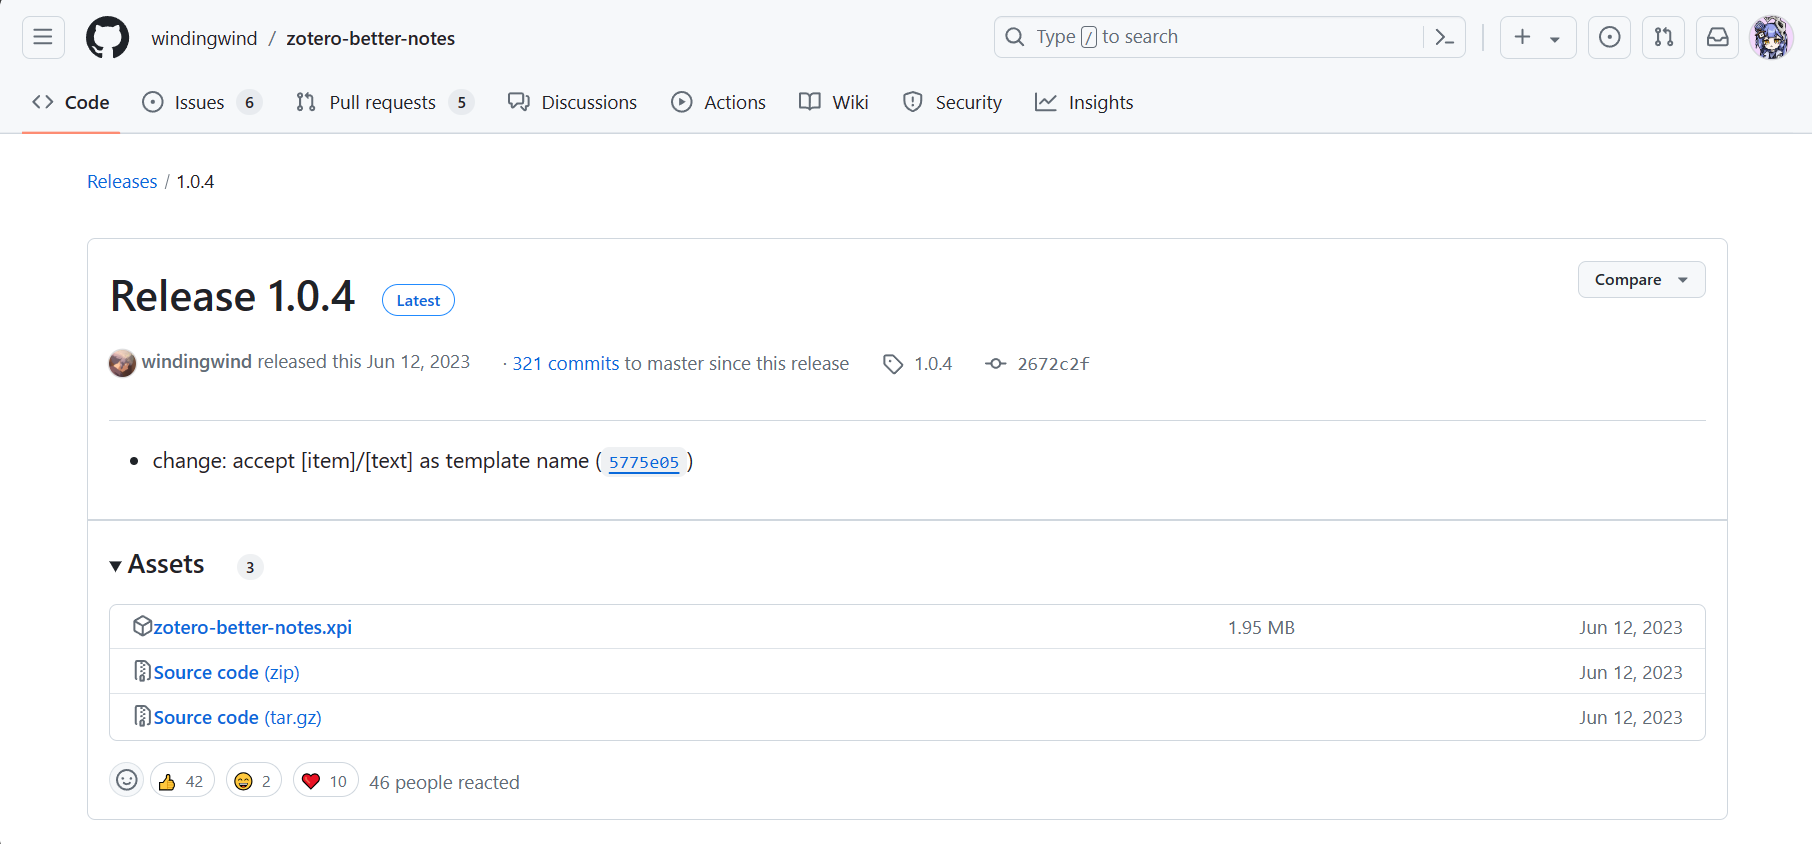 windingwind / zotero-better-notes
Type / to search
Code
Issues 6
Pull requests 5
Discussions
Actions
Wiki
Security
Insights
Releases / 1.0.4
Release 1.0.4 Latest
Compare
windingwind released this Jun 12, 2023 · 321 commits to master since this release 1.0.4 2672c2f
• change: accept [item]/[text] as template name ( 5775e05 )
Assets 3
zotero-better-notes.xpi 1.95 MB Jun 12, 2023
Source code (zip) Jun 12, 2023
Source code (tar.gz) Jun 12, 2023
42 2 10 46 people reacted